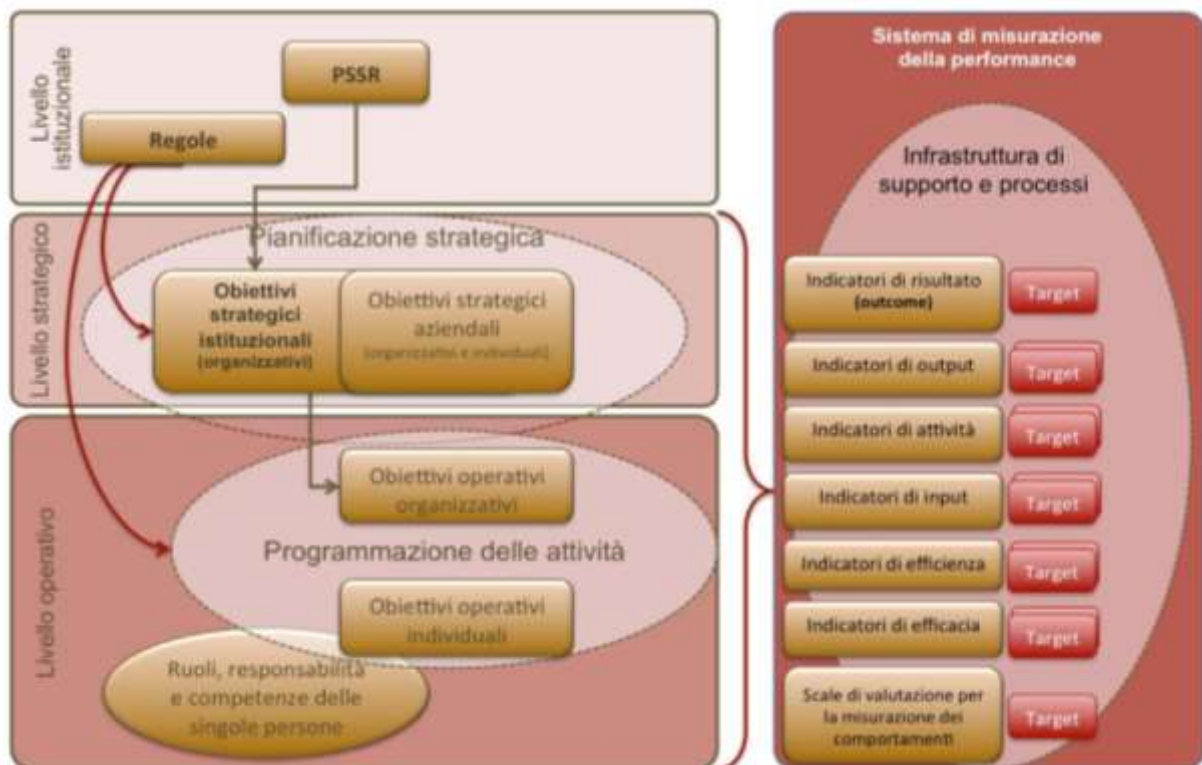 Livello
istituzionale
PSSR
Regole
Livello strategico
Pianificazione strategica
Obiettivi
strategici
istituzionali
(organizzativi)
Obiettivi strategici
aziendali
(organizzativi e individuali)
Livello operativo
Obiettivi operativi
organizzativi
Programmazione delle attività
Obiettivi operativi
individuali
Ruoli, responsabilità
e competenze delle
singole persone
Sistema di misurazione
della performance
Infrastruttura di
supporto e processi
Indicatori di risultato
(outcome)
Target
Indicatori di output
Target
Indicatori di attività
Target
Indicatori di input
Target
Indicatori di efficienza
Target
Indicatori di efficacia
Target
Scale di valutazione per
la misurazione dei
comportamenti
Target